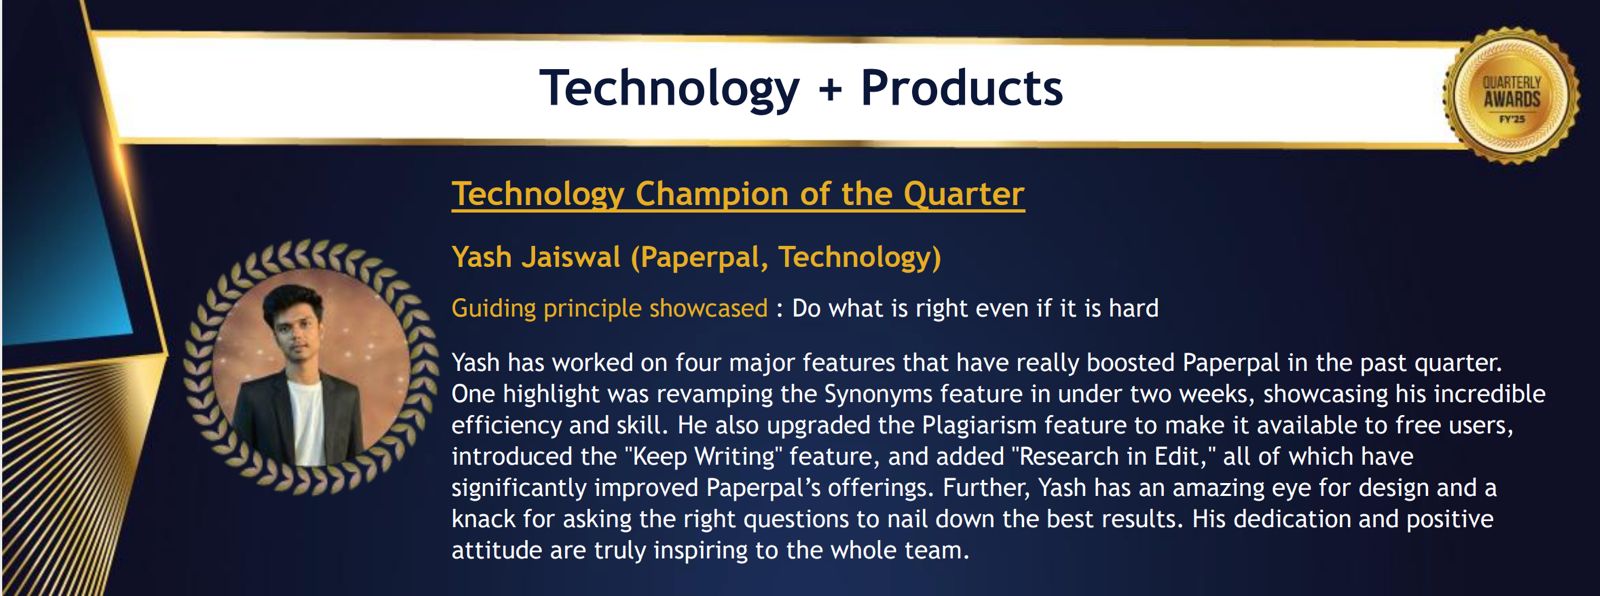 Technology + Products
QUARTERLY
AWARDS
FY'25
Technology Champion of the Quarter
Yash Jaiswal (Paperpal, Technology)
Guiding principle showcased : Do what is right even if it is hard
Yash has worked on four major features that have really boosted Paperpal in the past quarter.
One highlight was revamping the Synonyms feature in under two weeks, showcasing his incredible
efficiency and skill. He also upgraded the Plagiarism feature to make it available to free users,
introduced the "Keep Writing" feature, and added "Research in Edit," all of which have
significantly improved Paperpal’s offerings. Further, Yash has an amazing eye for design and a
knack for asking the right questions to nail down the best results. His dedication and positive
attitude are truly inspiring to the whole team.